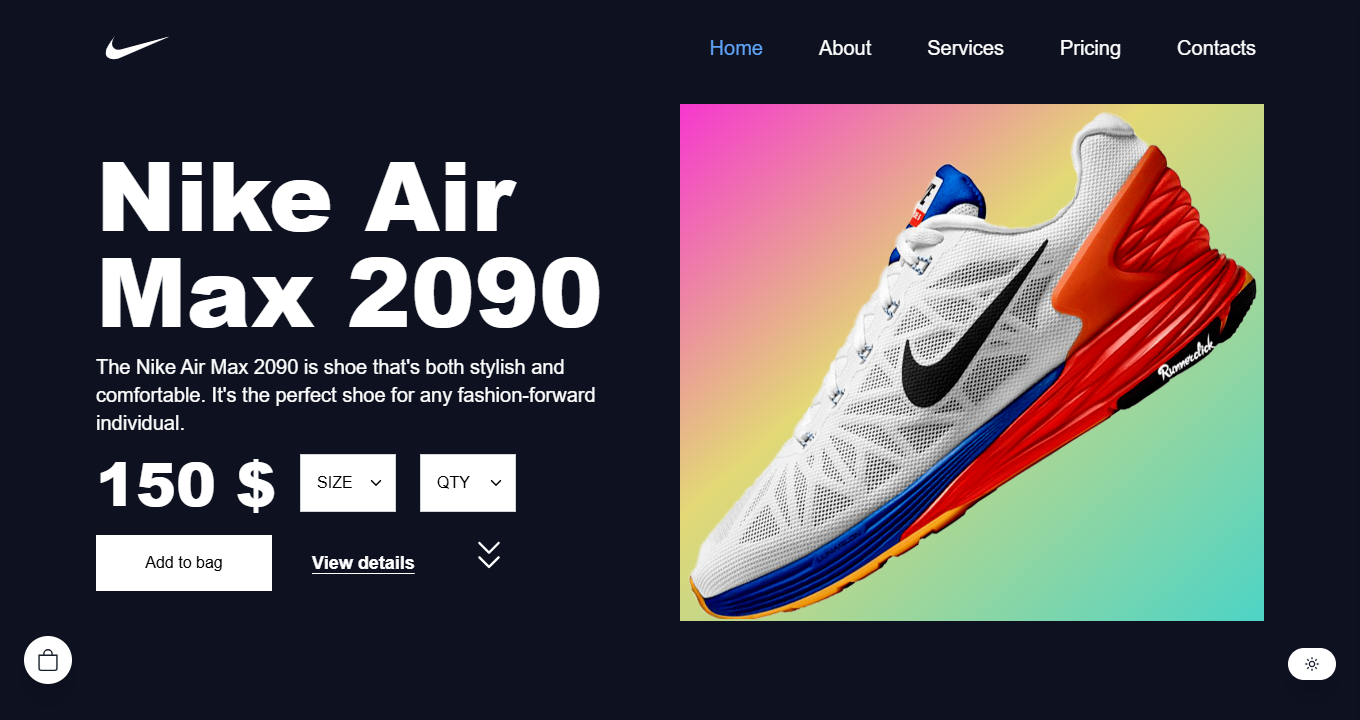 Home About Services Pricing Contacts
Nike Air
Max 2090
The Nike Air Max 2090 is shoe that's both stylish and
comfortable. It's the perfect shoe for any fashion-forward
individual.
150 $ SIZE QTY
Add to bag View details
Runnerclick